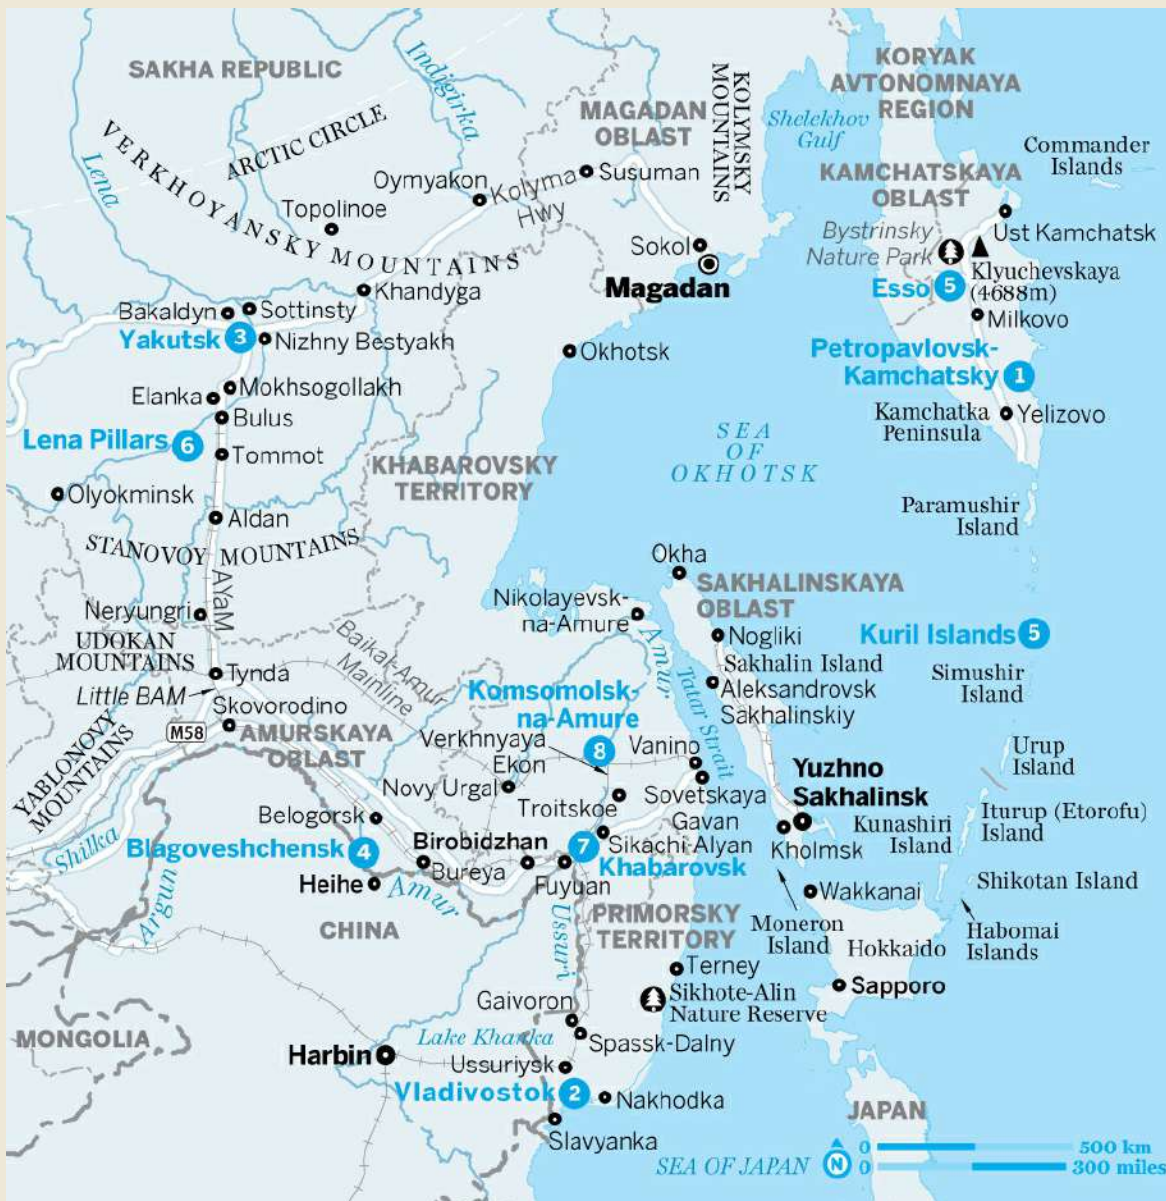 KORYAK
AVTONOMNAYA
REGION
SAKHA REPUBLIC
Indigirka
MAGADAN
OBLAST
KOLYMSKY
MOUNTAINS
Shelekhov
Gulf
Commander
Islands
ARCTIC CIRCLE
VERKHOYANSKY MOUNTAINS
Lena
Oymyakon
Kolyma
Hwy
Susuman
KAMCHATSKAYA
OBLAST
Topolinoe
Bystrinsky
Nature Park
Ust Kamchatsk
Sokol
Magadan
Klyuchevskaya
(4688m)
Esso 5
Khandyga
Bakaldyn
Sottinsty
Milkovo
Yakutsk 3
Nizhny Bestyakh
Okhotsk
Petropavlovsk-
Kamchatsky 1
Mokhsogollakh
Elanka
Bulus
Kamchatka
Peninsula
Yelizovo
Lena Pillars 6
Tommot
SEA
OF
OKHOTSK
KHABAROVSKY
TERRITORY
Olyokminsk
Aldan
Paramushir
Island
STANOVOY MOUNTAINS
Okha
SAKHALINSKAYA
OBLAST
AYaM
Neryungri
Nikolayevsk-
na-Amure
Amur
Nogliki
Kuril Islands 5
UDOKAN
MOUNTAINS
Baikal-Amur
Mainline
Sakhalin Island
Tynda
Little BAM
Aleksandrovsk
Sakhalinskiy
Simushir
Island
Tatar Strait
Komsomolsk-
na-Amure
8
Skovorodino
M58
AMURSKAYA
OBLAST
YABLONOVY
MOUNTAINS
Verkhnyaya
Ekon
Vanino
Urup
Island
Novy Urgal
Troitskoe
Sovetskaya
Gavan
Yuzhno
Sakhalinsk
Iturup (Etorofu)
Island
Belogorsk
Kunashiri
Island
Shilka
Blagoveshchensk 4
Birobidzhan
Sikachi Alyan
Kholmsk
7
Khabarovsk
Bureya
Fuyuan
Heihe
Amur
Argun
Wakkanai
Shikotan Island
CHINA
Ussuri
PRIMORSKY
TERRITORY
Moneron
Island
Hokkaido
Habomai
Islands
Terney
Sapporo
Sikhote-Alin
Nature Reserve
Gaivoron
MONGOLIA
Lake Khanka
Spassk-Dalny
Harbin
Ussuriysk
Vladivostok 2
Nakhodka
JAPAN
Slavyanka
SEA OF JAPAN
N
0 500 km
0 300 miles